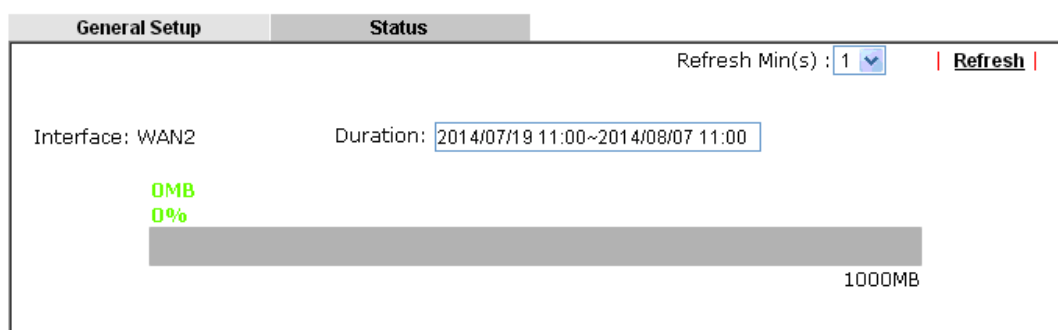 General Setup Status
Refresh Min(s) : 1 | Refresh |
Interface: WAN2 Duration: 2014/07/19 11:00~2014/08/07 11:00
0MB
0%
1000MB